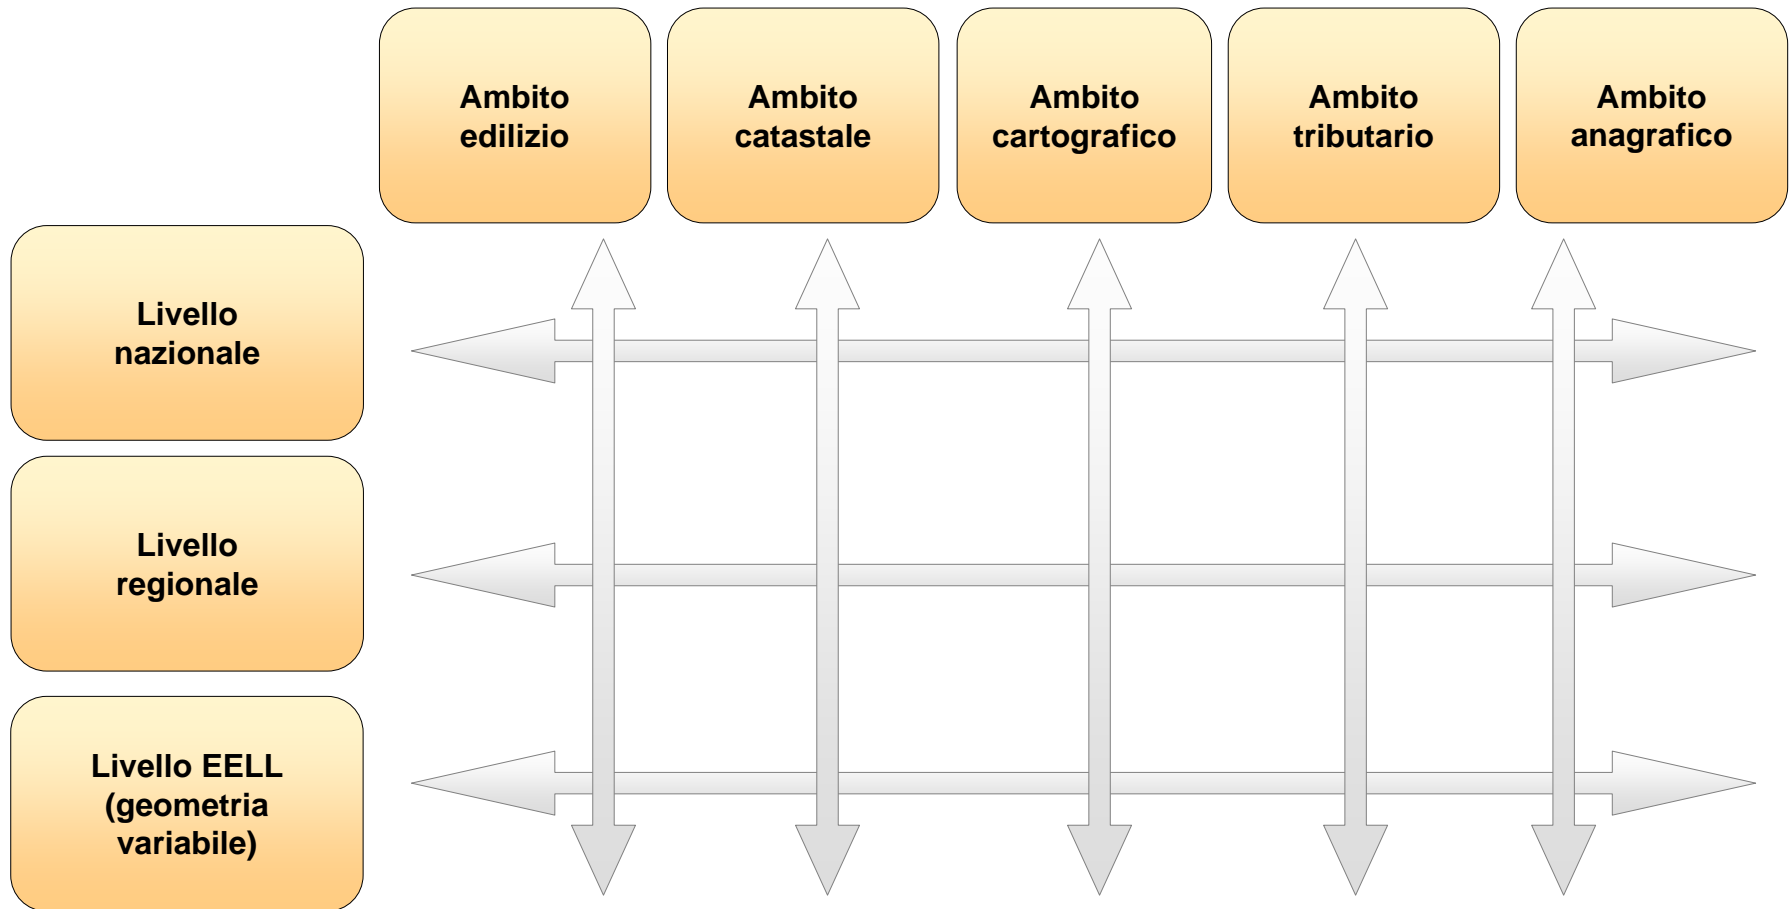 Ambito
edilizio
Ambito
catastale
Ambito
cartografico
Ambito
tributario
Ambito
anagrafico
Livello
nazionale
Livello
regionale
Livello EELL
(geometria
variabile)